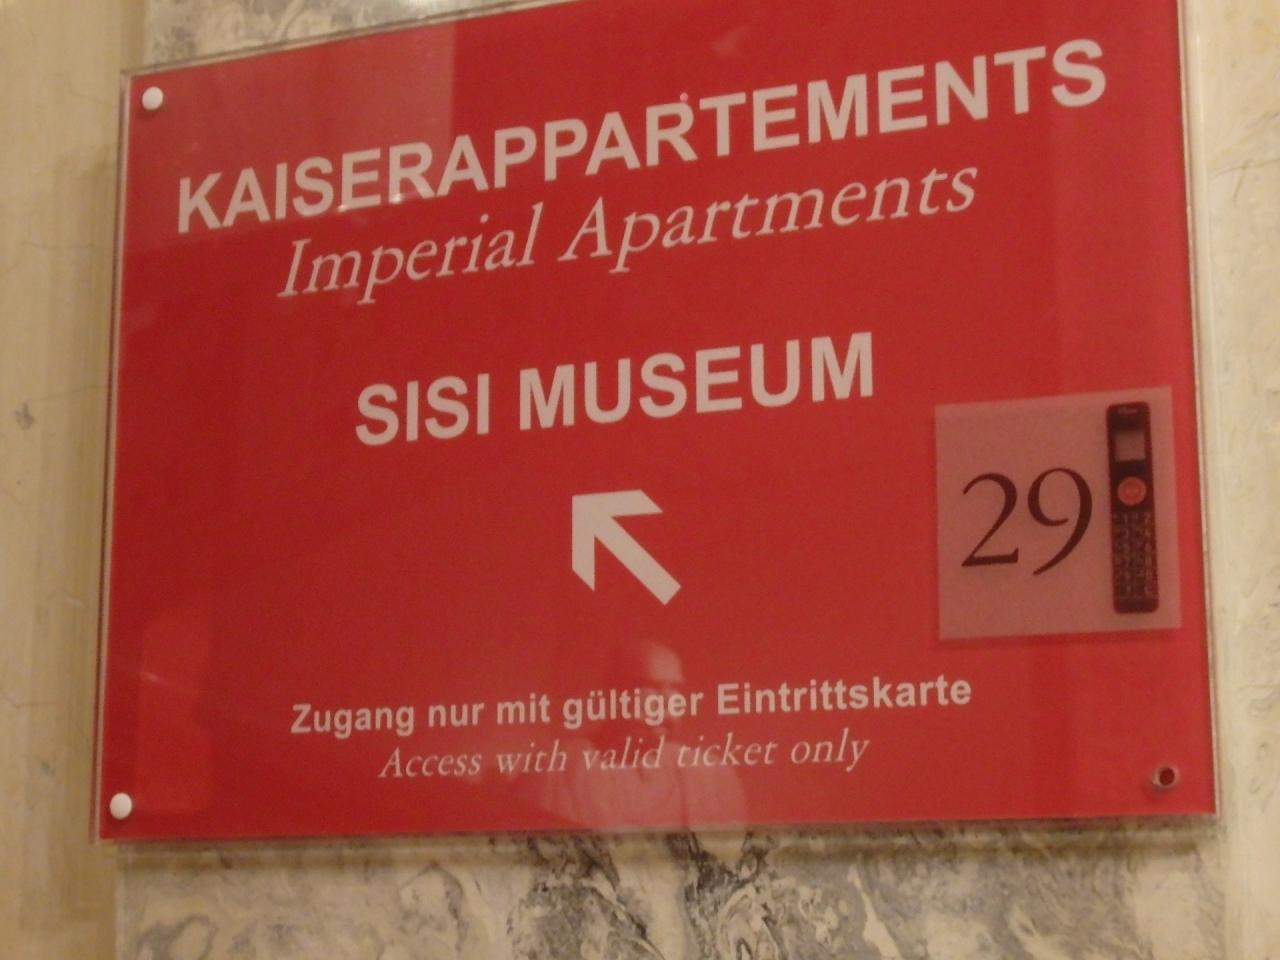 KAISERAPPARTEMENTS
Imperial Apartments
SISI MUSEUM
29
Zugang nur mit gültiger Eintrittskarte
Access with valid ticket only